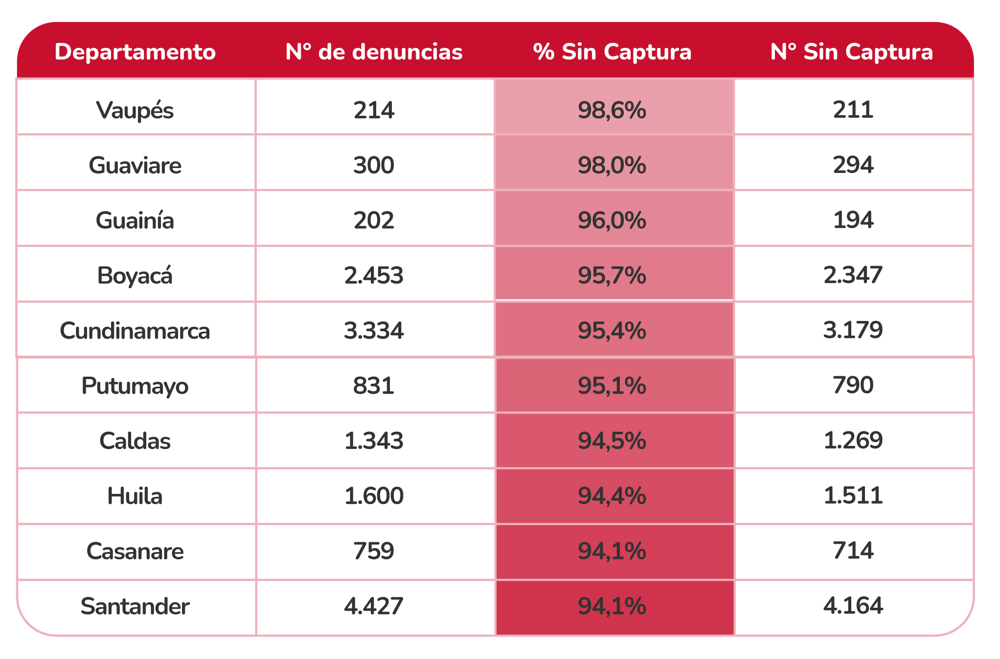 Departamento N° de denuncias % Sin Captura N° Sin Captura
Vaupés 214 98,6% 211
Guaviare 300 98,0% 294
Guainía 202 96,0% 194
Boyacá 2.453 95,7% 2.347
Cundinamarca 3.334 95,4% 3.179
Putumayo 831 95,1% 790
Caldas 1.343 94,5% 1.269
Huila 1.600 94,4% 1.511
Casanare 759 94,1% 714
Santander 4.427 94,1% 4.164